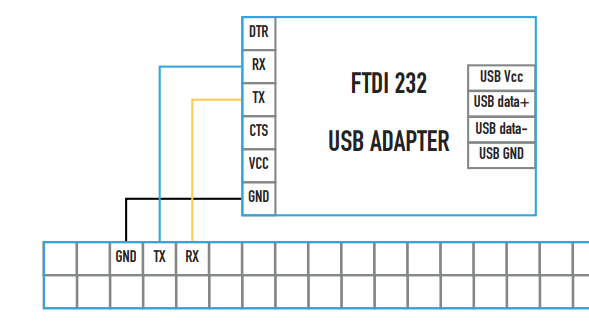 DTR
RX
TX
CTS
VCC
GND
FTDI 232
USB ADAPTER
USB Vcc
USB data+
USB data-
USB GND
GND TX RX